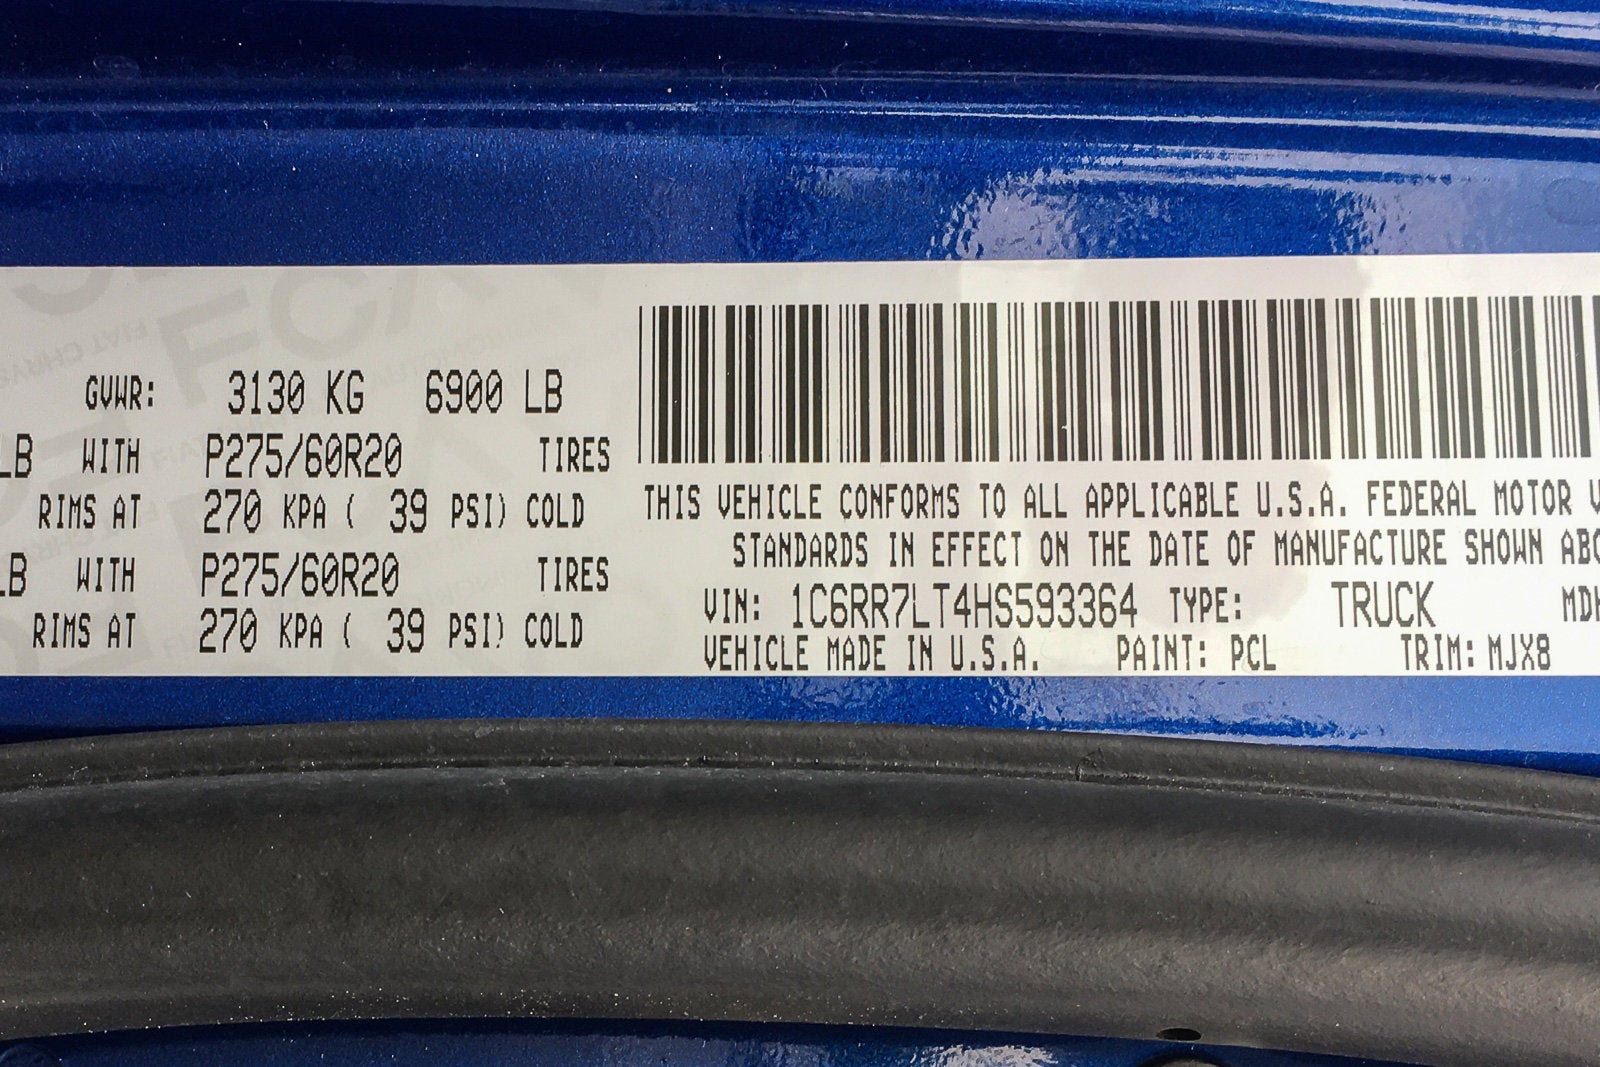 GVWR: 3130 KG 6900 LB
LB WITH P275/60R20 TIRES
RIMS AT 270 KPA ( 39 PSI) COLD
LB WITH P275/60R20 TIRES
RIMS AT 270 KPA ( 39 PSI) COLD
THIS VEHICLE CONFORMS TO ALL APPLICABLE U.S.A. FEDERAL MOTOR V
STANDARDS IN EFFECT ON THE DATE OF MANUFACTURE SHOWN ABO
VIN: 1C6RR7LT4HS593364 TYPE: TRUCK MDH
VEHICLE MADE IN U.S.A. PAINT: PCL TRIM: MJX8